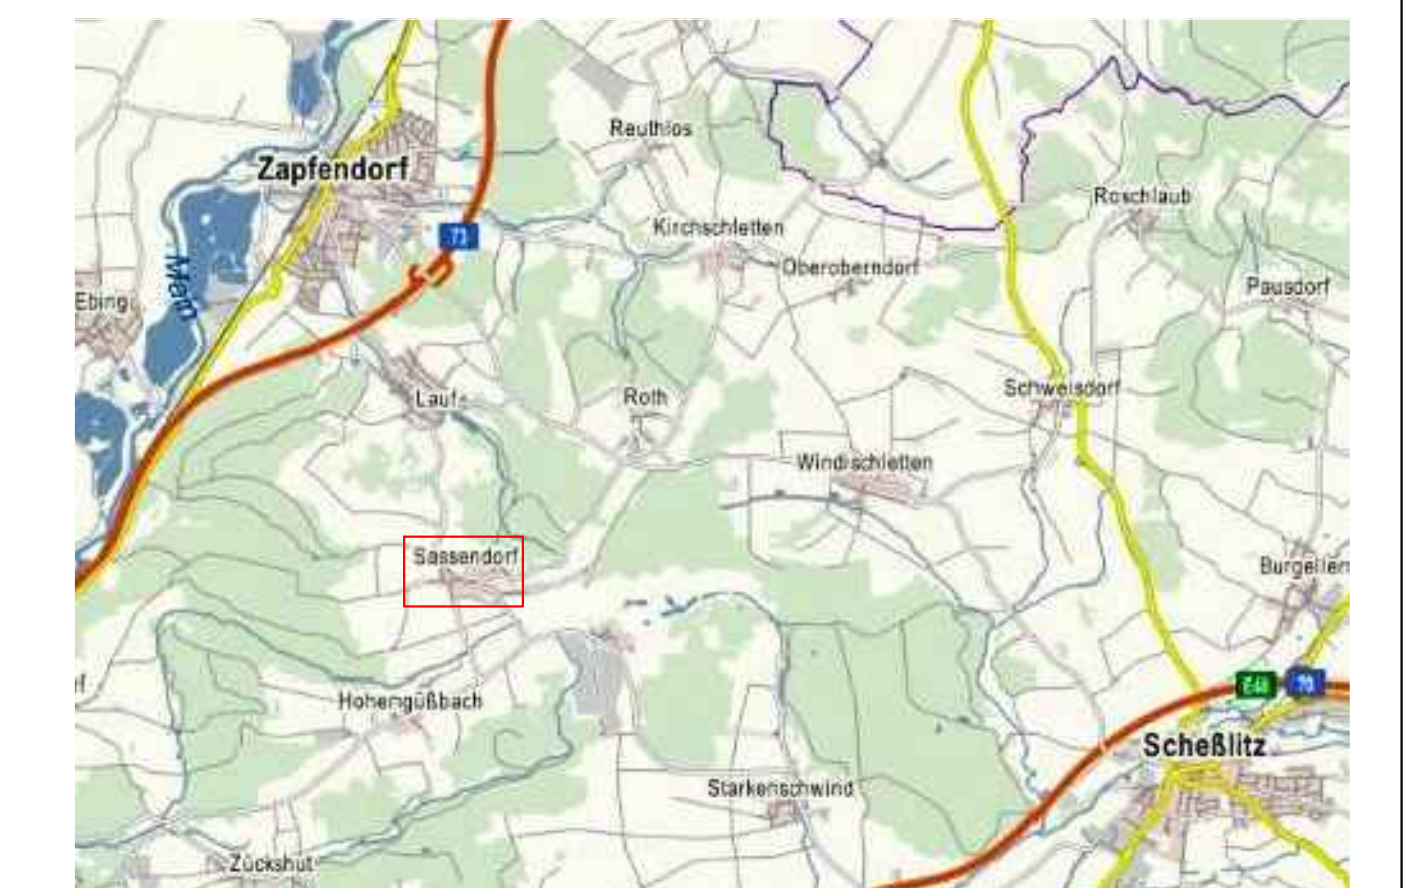 Reuthlos
Zapfendorf
Roschlaub
Kirchschletten
73
Oberoberndorf
Main
Ebing
Pausdorf
Schweisdorf
Lauf
Roth
Windischletten
Sassendorf
Burgellern
rf
E48
70
Hohengüßbach
Scheßlitz
Starkenschwind
Zückshut